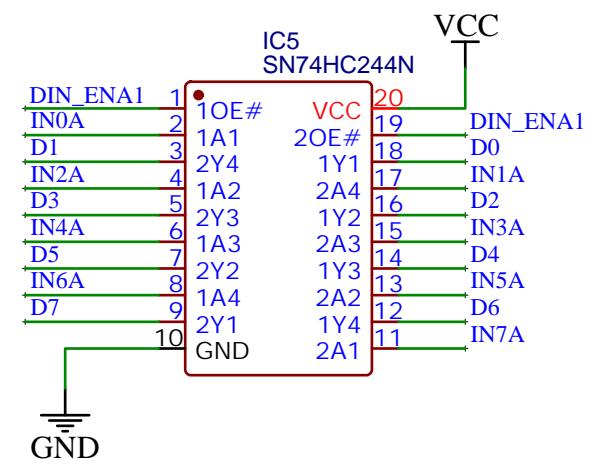 VCC
IC5
SN74HC244N
DIN_ENA1 1 1OE# VCC 20
IN0A 2 1A1 2OE# 19 DIN_ENA1
D1 3 2Y4 1Y1 18 D0
IN2A 4 1A2 2A4 17 IN1A
D3 5 2Y3 1Y2 16 D2
IN4A 6 1A3 2A3 15 IN3A
D5 7 2Y2 1Y3 14 D4
IN6A 8 1A4 2A2 13 IN5A
D7 9 2Y1 1Y4 12 D6
10 GND 2A1 11 IN7A
GND